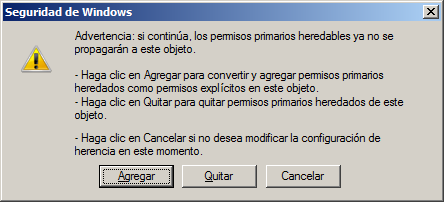 Seguridad de Windows
Advertencia: si continúa, los permisos primarios heredables ya no se
propagarán a este objeto.
- Haga clic en Agregar para convertir y agregar permisos primarios
heredados como permisos explícitos en este objeto.
- Haga clic en Quitar para quitar permisos primarios heredados de este
objeto.
- Haga clic en Cancelar si no desea modificar la configuración de
herencia en este momento.
Agregar Quitar Cancelar